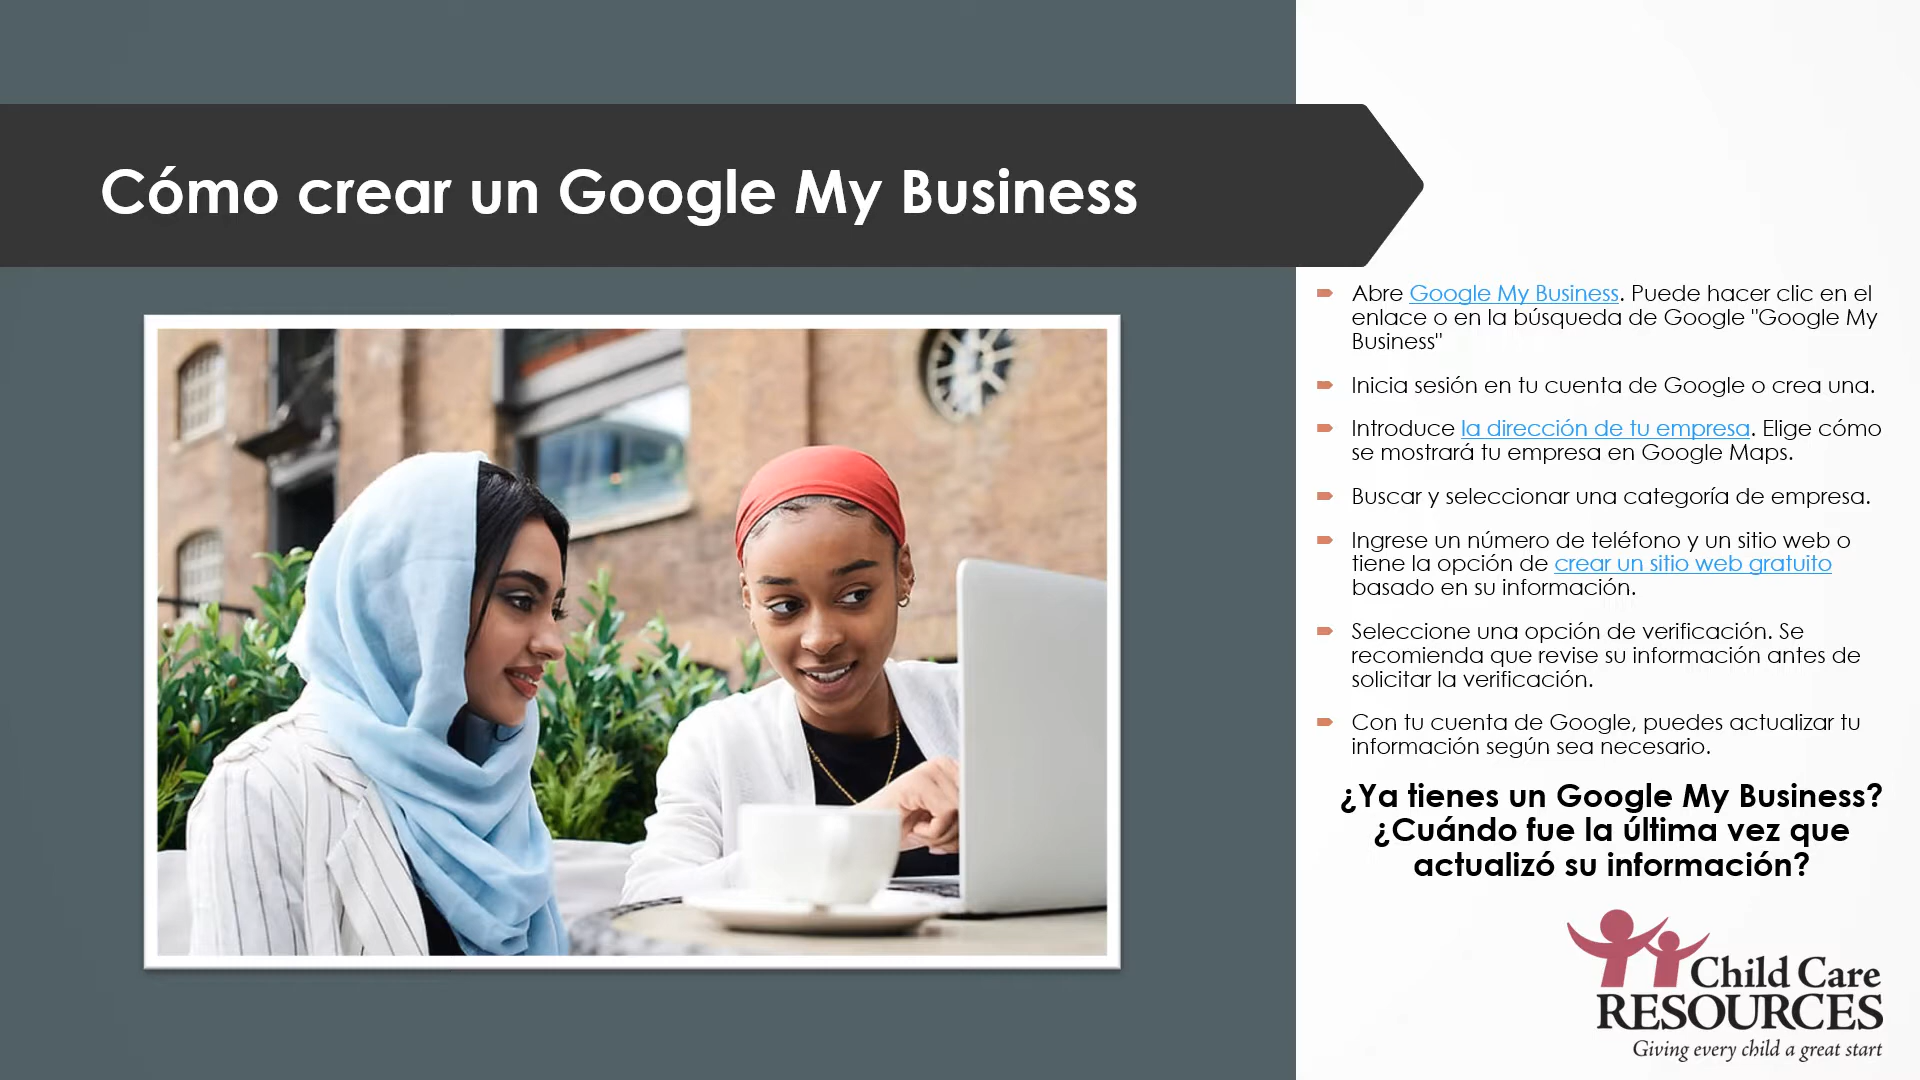 Cómo crear un Google My Business
Abre Google My Business. Puede hacer clic en el
enlace o en la búsqueda de Google "Google My
Business"
Inicia sesión en tu cuenta de Google o crea una.
Introduce la dirección de tu empresa. Elige cómo
se mostrará tu empresa en Google Maps.
Buscar y seleccionar una categoría de empresa.
Ingrese un número de teléfono y un sitio web o
tiene la opción de crear un sitio web gratuito
basado en su información.
Seleccione una opción de verificación. Se
recomienda que revise su información antes de
solicitar la verificación.
Con tu cuenta de Google, puedes actualizar tu
información según sea necesario.
¿Ya tienes un Google My Business?
¿Cuándo fue la última vez que
actualizó su información?
Child Care
RESOURCES
Giving every child a great start